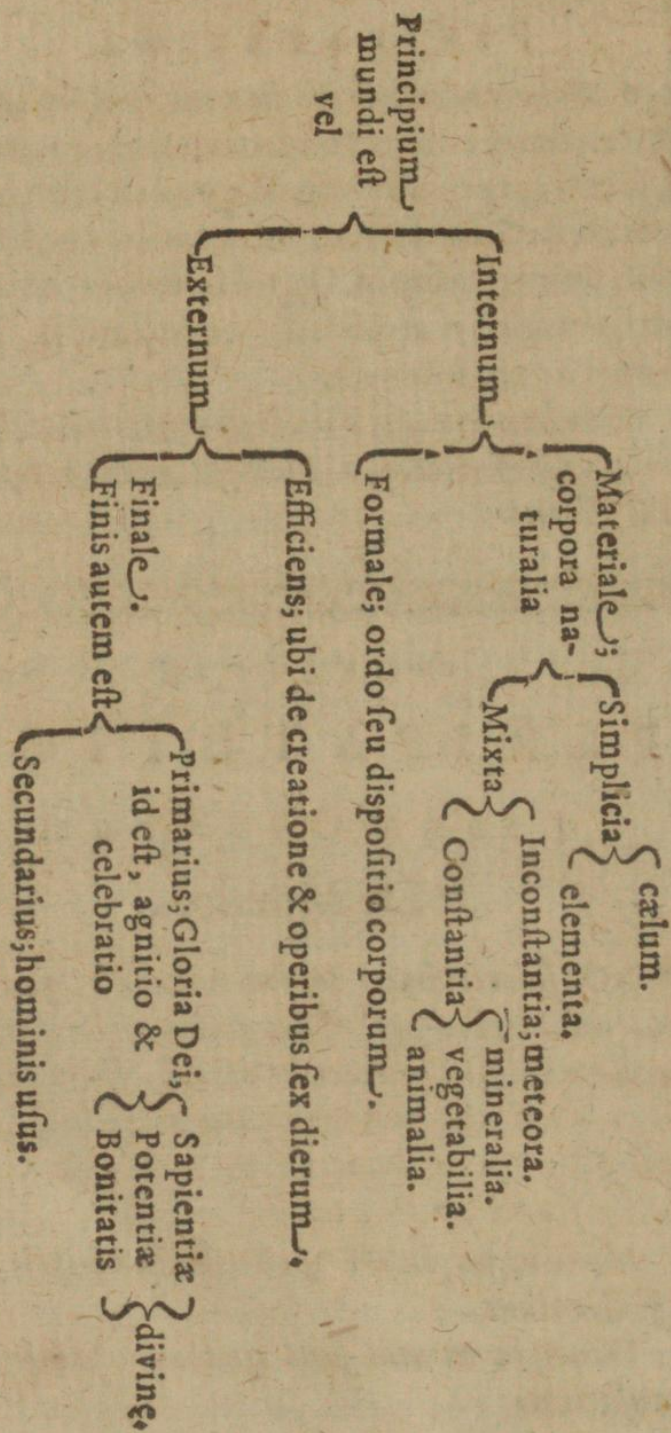 Principium
mundi eſt
vel
Internum
Materiale;
corpora na-
turalia
Simplicia
cælum.
elementa.
Mixta
Inconſtantia; meteora.
Conſtantia
mineralia.
vegetabilia.
animalia.
Formale; ordo ſeu diſpoſitio corporum.
Externum
Efficiens; ubi de creatione & operibus ſex dierum.
Finale.
Finis autem eſt
Primarius; Gloria Dei,
id eſt, agnitio &
celebratio
Sapientiæ
Potentiæ
Bonitatis
divinę.
Secundarius; hominis uſus.